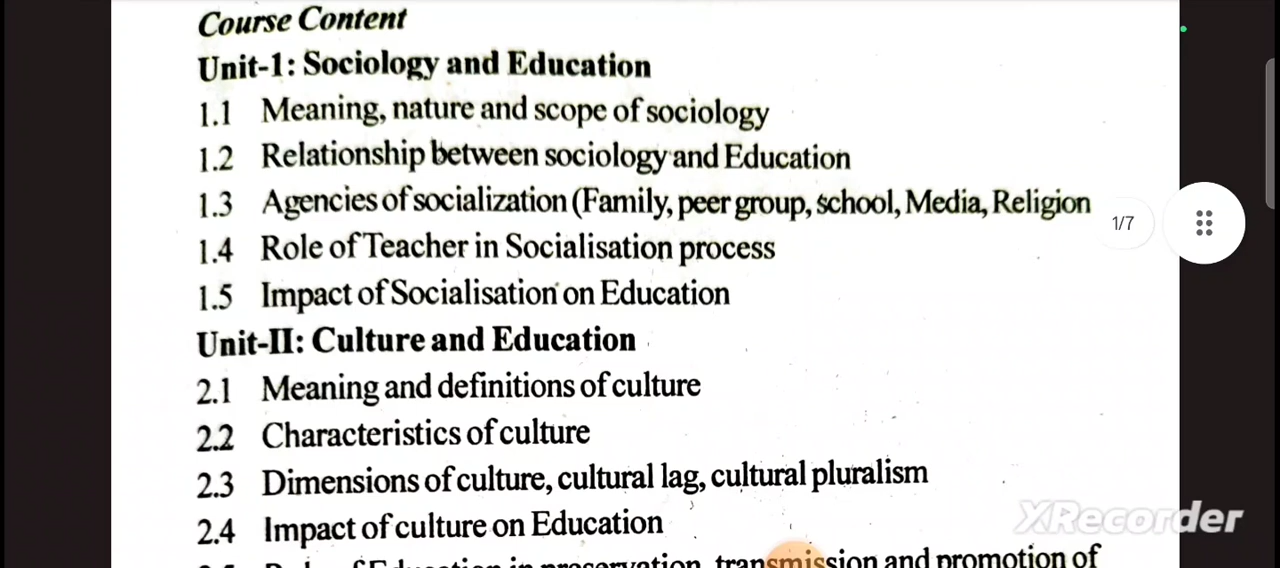 Course Content
Unit-1: Sociology and Education
1.1 Meaning, nature and scope of sociology
1.2 Relationship between sociology and Education
1.3 Agencies of socialization (Family, peer group, school, Media, Religion
1/7
1.4 Role of Teacher in Socialisation process
1.5 Impact of Socialisation on Education
Unit-II: Culture and Education
2.1 Meaning and definitions of culture
2.2 Characteristics of culture
2.3 Dimensions of culture, cultural lag, cultural pluralism
2.4 Impact of culture on Education
XRecorder
of Education in preservation, transmission and promotion of